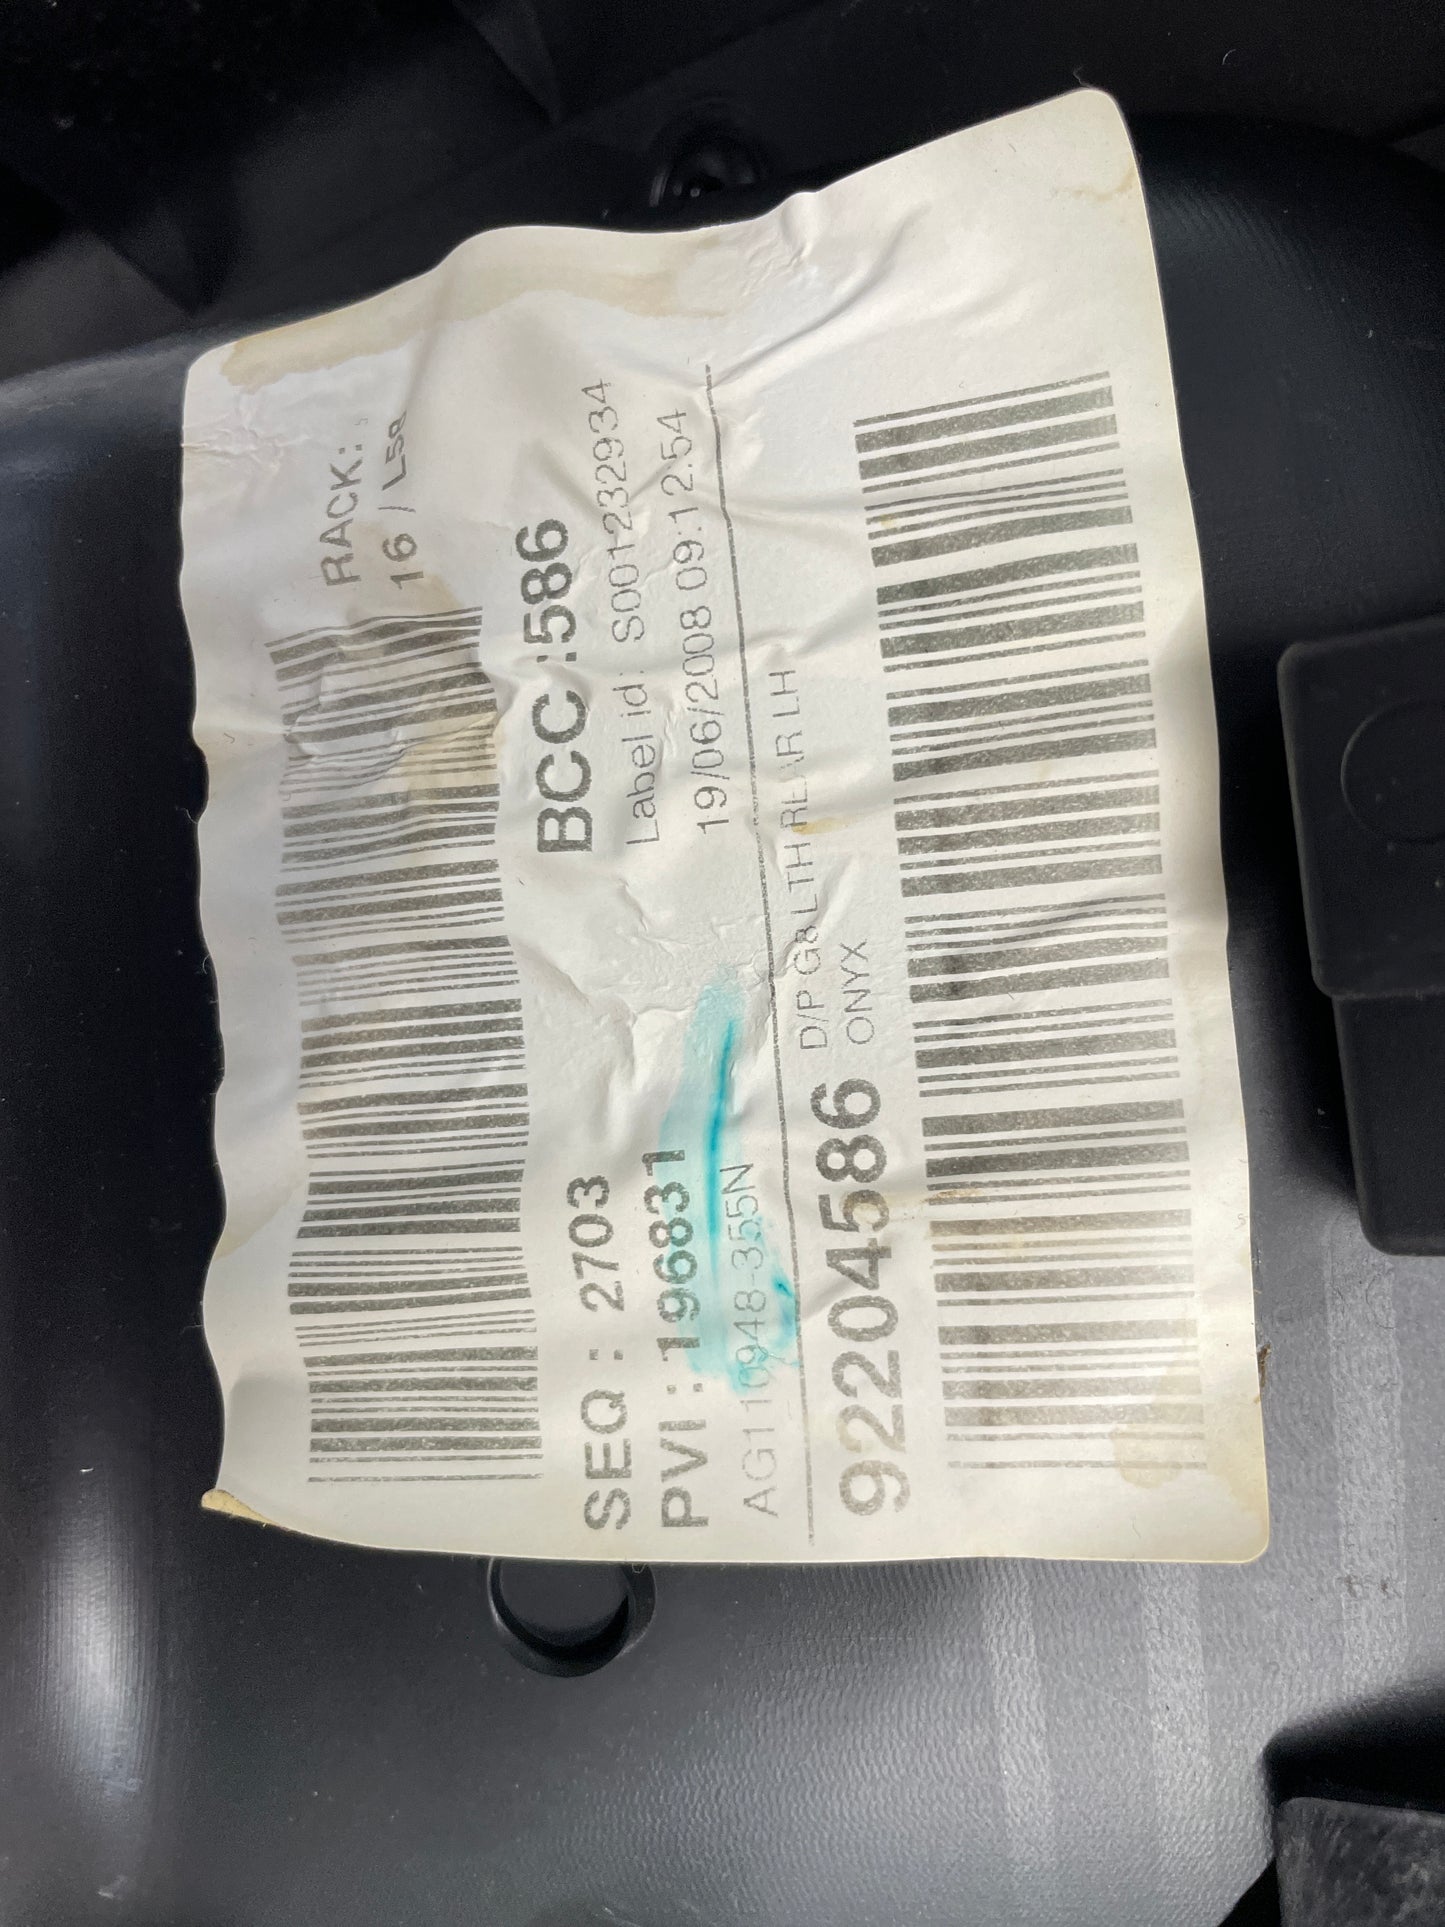 RACK:
16 /
BCC :586
Label id: S001232934
19/06/2008 09:12:54
SEQ : 2703
PVI : 196831
AG110948-355N
92204586
D/P G8 LTH REAR LH
ONYX